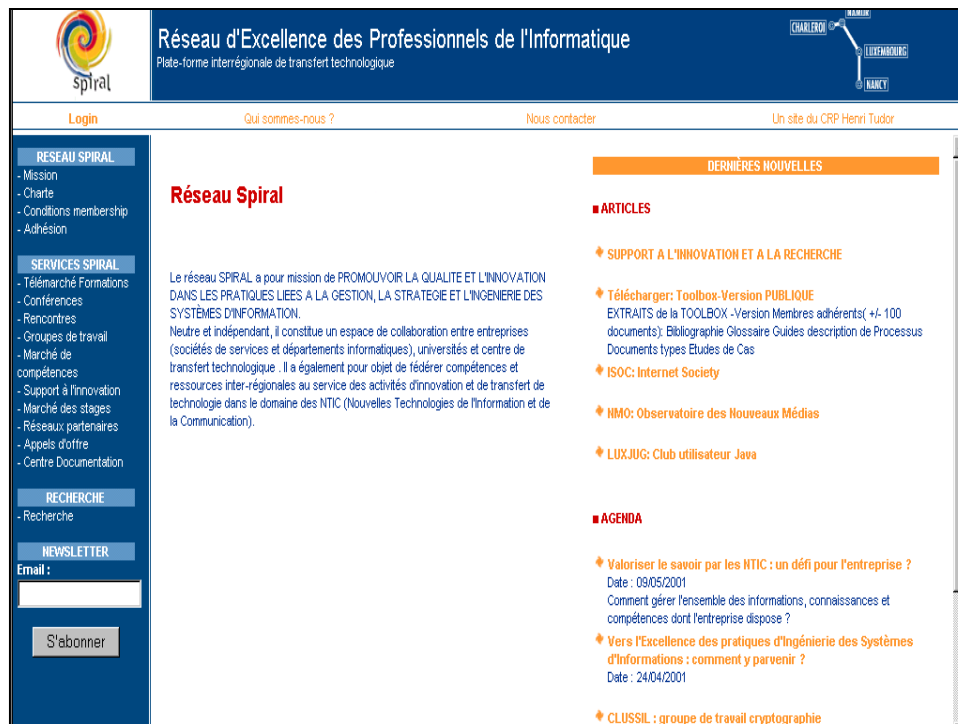 spiral
Réseau d'Excellence des Professionnels de l'Informatique
Plate-forme interrégionale de transfert technologique
NAMUR
CHARLEROI
LUXEMBOURG
NANCY
Login
Qui sommes-nous ?
Nous contacter
Un site du CRP Henri Tudor
RESEAU SPIRAL
- Mission
- Charte
- Conditions membership
- Adhésion
SERVICES SPIRAL
- Télémarché Formations
- Conférences
- Rencontres
- Groupes de travail
- Marché de
compétences
- Support à l'innovation
- Marché des stages
- Réseaux partenaires
- Appels d'offre
- Centre Documentation
RECHERCHE
- Recherche
NEWSLETTER
Email :
S'abonner
Réseau Spiral
Le réseau SPIRAL a pour mission de PROMOUVOIR LA QUALITE ET L'INNOVATION
DANS LES PRATIQUES LIEES A LA GESTION, LA STRATEGIE ET L'INGENIERIE DES
SYSTÈMES D'INFORMATION.
Neutre et indépendant, il constitue un espace de collaboration entre entreprises
(sociétés de services et départements informatiques), universités et centre de
transfert technologique . Il a également pour objet de fédérer compétences et
ressources inter-régionales au service des activités d'innovation et de transfert de
technologie dans le domaine des NTIC (Nouvelles Technologies de l'Information et de
la Communication).
DERNIÈRES NOUVELLES
ARTICLES
SUPPORT A L'INNOVATION ET A LA RECHERCHE
Télécharger: Toolbox-Version PUBLIQUE
EXTRAITS de la TOOLBOX -Version Membres adhérents( +/- 100
documents): Bibliographie Glossaire Guides description de Processus
Documents types Etudes de Cas
ISOC: Internet Society
NMO: Observatoire des Nouveaux Médias
LUXJUG: Club utilisateur Java
AGENDA
Valoriser le savoir par les NTIC : un défi pour l'entreprise ?
Date : 09/05/2001
Comment gérer l'ensemble des informations, connaissances et
compétences dont l'entreprise dispose ?
Vers l'Excellence des pratiques d'Ingénierie des Systèmes
d'Informations : comment y parvenir ?
Date : 24/04/2001
CLUSSIL : groupe de travail cryptographie